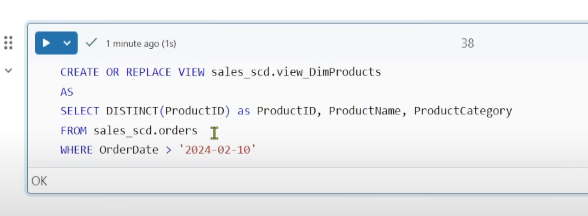 1 minute ago (1s)
38
CREATE OR REPLACE VIEW sales_scd.view_DimProducts
AS
SELECT DISTINCT(ProductID) as ProductID, ProductName, ProductCategory
FROM sales_scd.orders
WHERE OrderDate > '2024-02-10'
OK